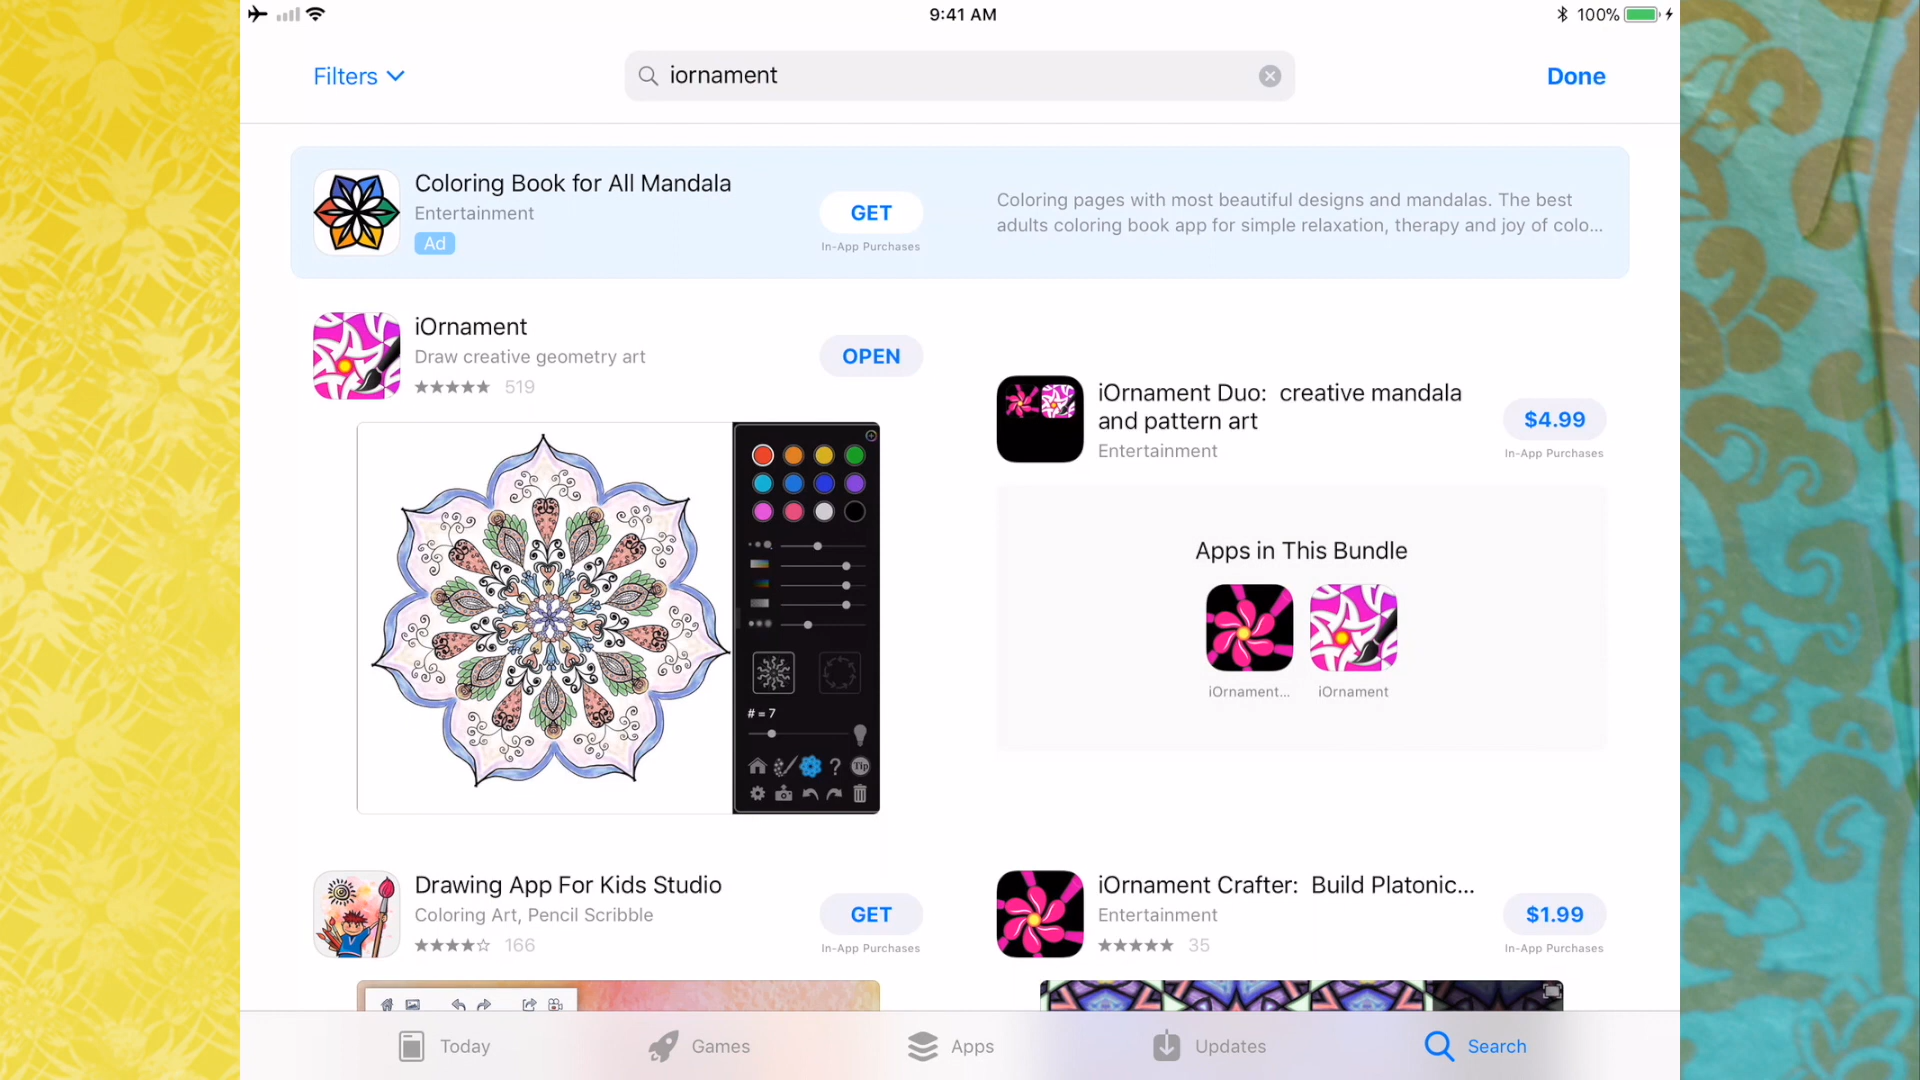 9:41 AM
100%
Filters
iornament
Done
Coloring Book for All Mandala
Entertainment
Ad
GET
In-App Purchases
Coloring pages with most beautiful designs and mandalas. The best
adults coloring book app for simple relaxation, therapy and joy of colo...
iOrnament
Draw creative geometry art
519
OPEN
# = 7
Tip
?
iOrnament Duo: creative mandala
and pattern art
Entertainment
$4.99
In-App Purchases
Apps in This Bundle
iOrnament...
iOrnament
Drawing App For Kids Studio
Coloring Art, Pencil Scribble
166
GET
In-App Purchases
iOrnament Crafter: Build Platonic...
Entertainment
35
$1.99
In-App Purchases
Today
Games
Apps
Updates
Search